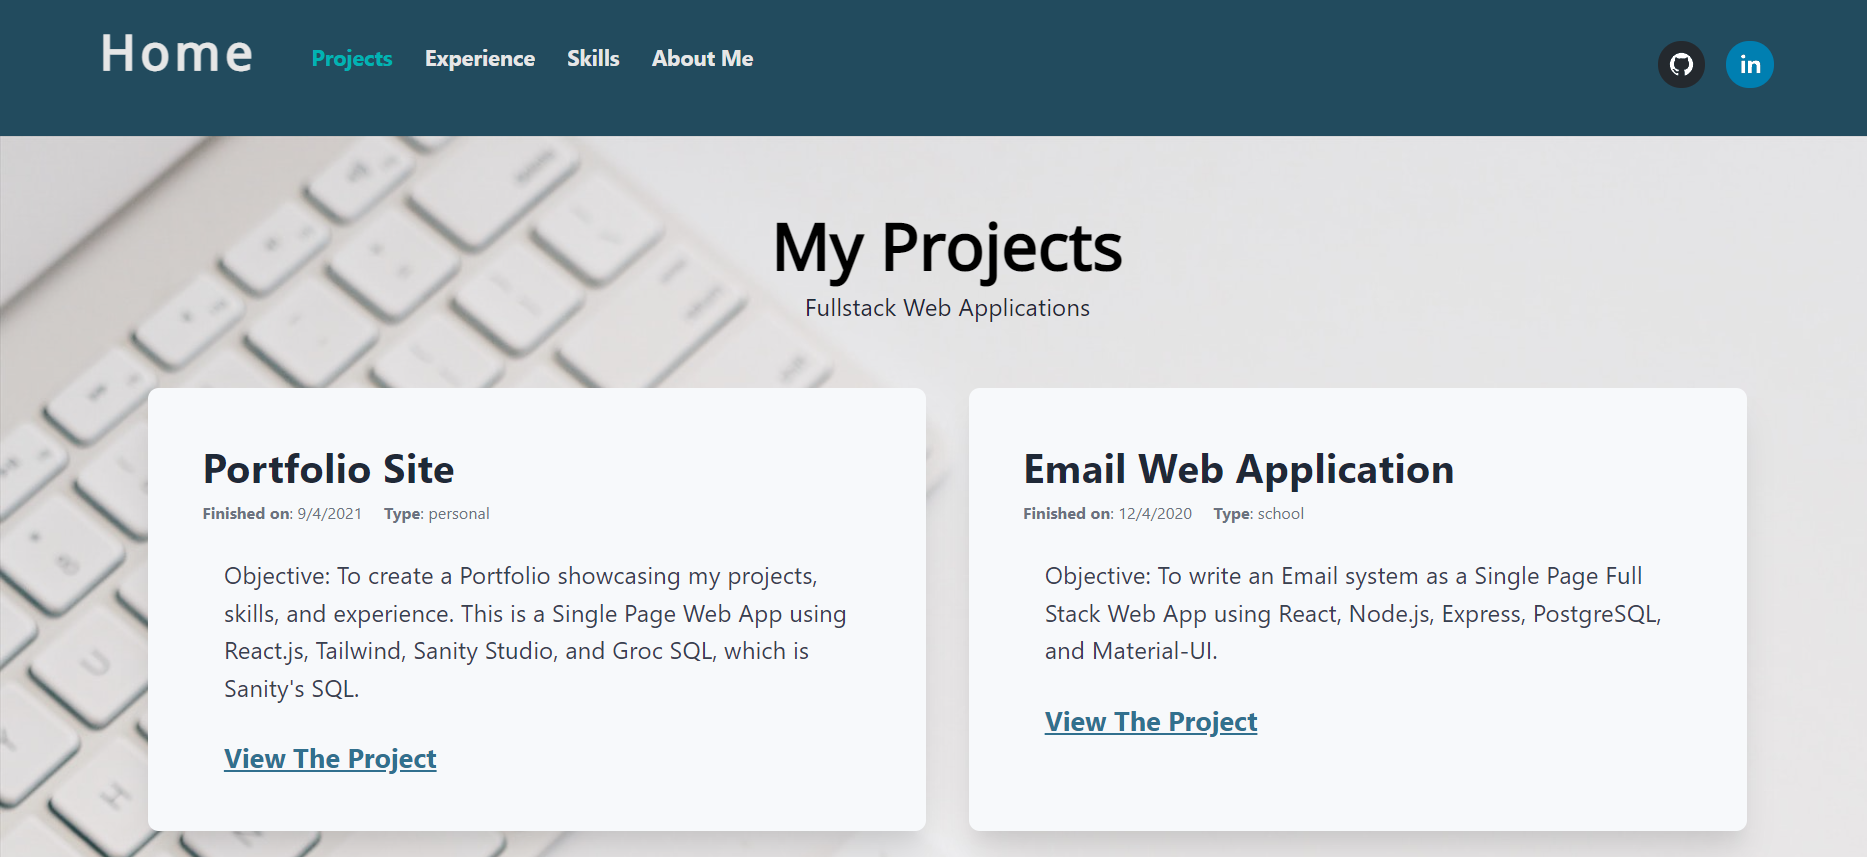 Home Projects Experience Skills About Me in
My Projects
Fullstack Web Applications
Portfolio Site
Finished on: 9/4/2021 Type: personal
Objective: To create a Portfolio showcasing my projects,
skills, and experience. This is a Single Page Web App using
React.js, Tailwind, Sanity Studio, and Groc SQL, which is
Sanity's SQL.
View The Project
Email Web Application
Finished on: 12/4/2020 Type: school
Objective: To write an Email system as a Single Page Full
Stack Web App using React, Node.js, Express, PostgreSQL,
and Material-UI.
View The Project